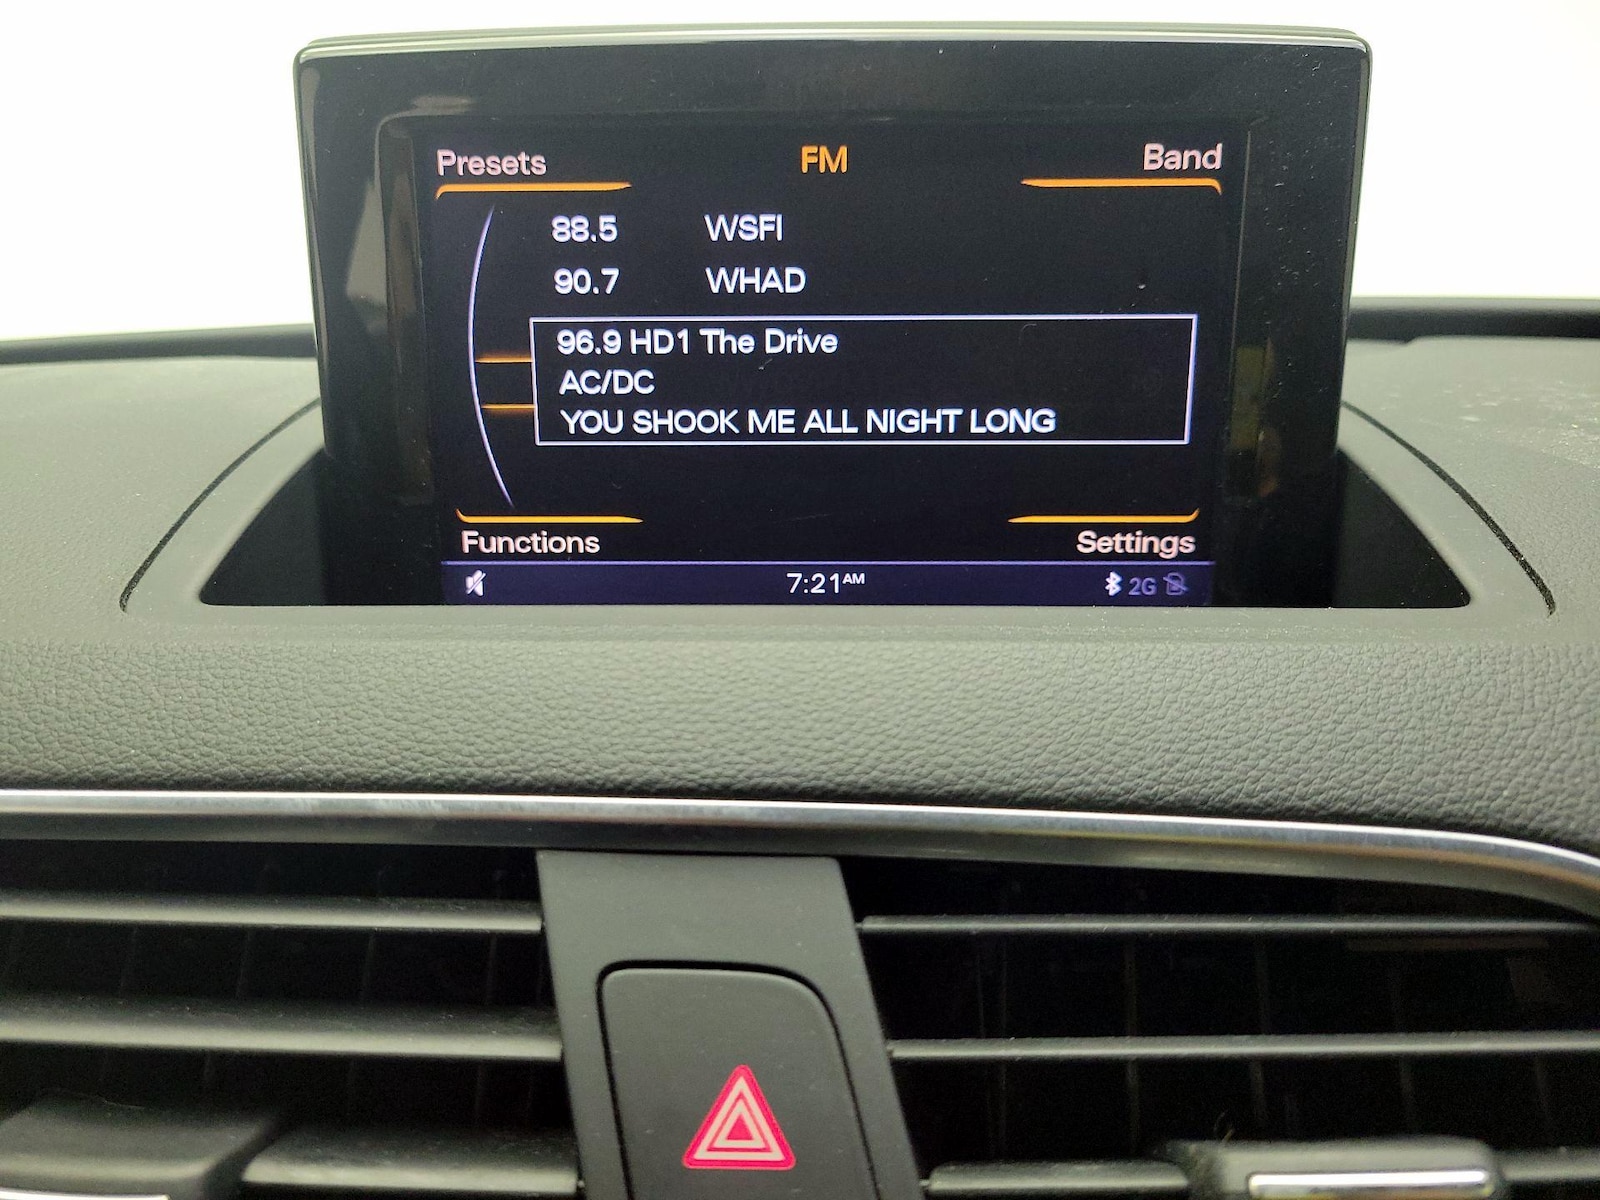 Presets FM Band
88.5 WSFI
90.7 WHAD
96.9 HD1 The Drive
AC/DC
YOU SHOOK ME ALL NIGHT LONG
Functions Settings
7:21AM 2G